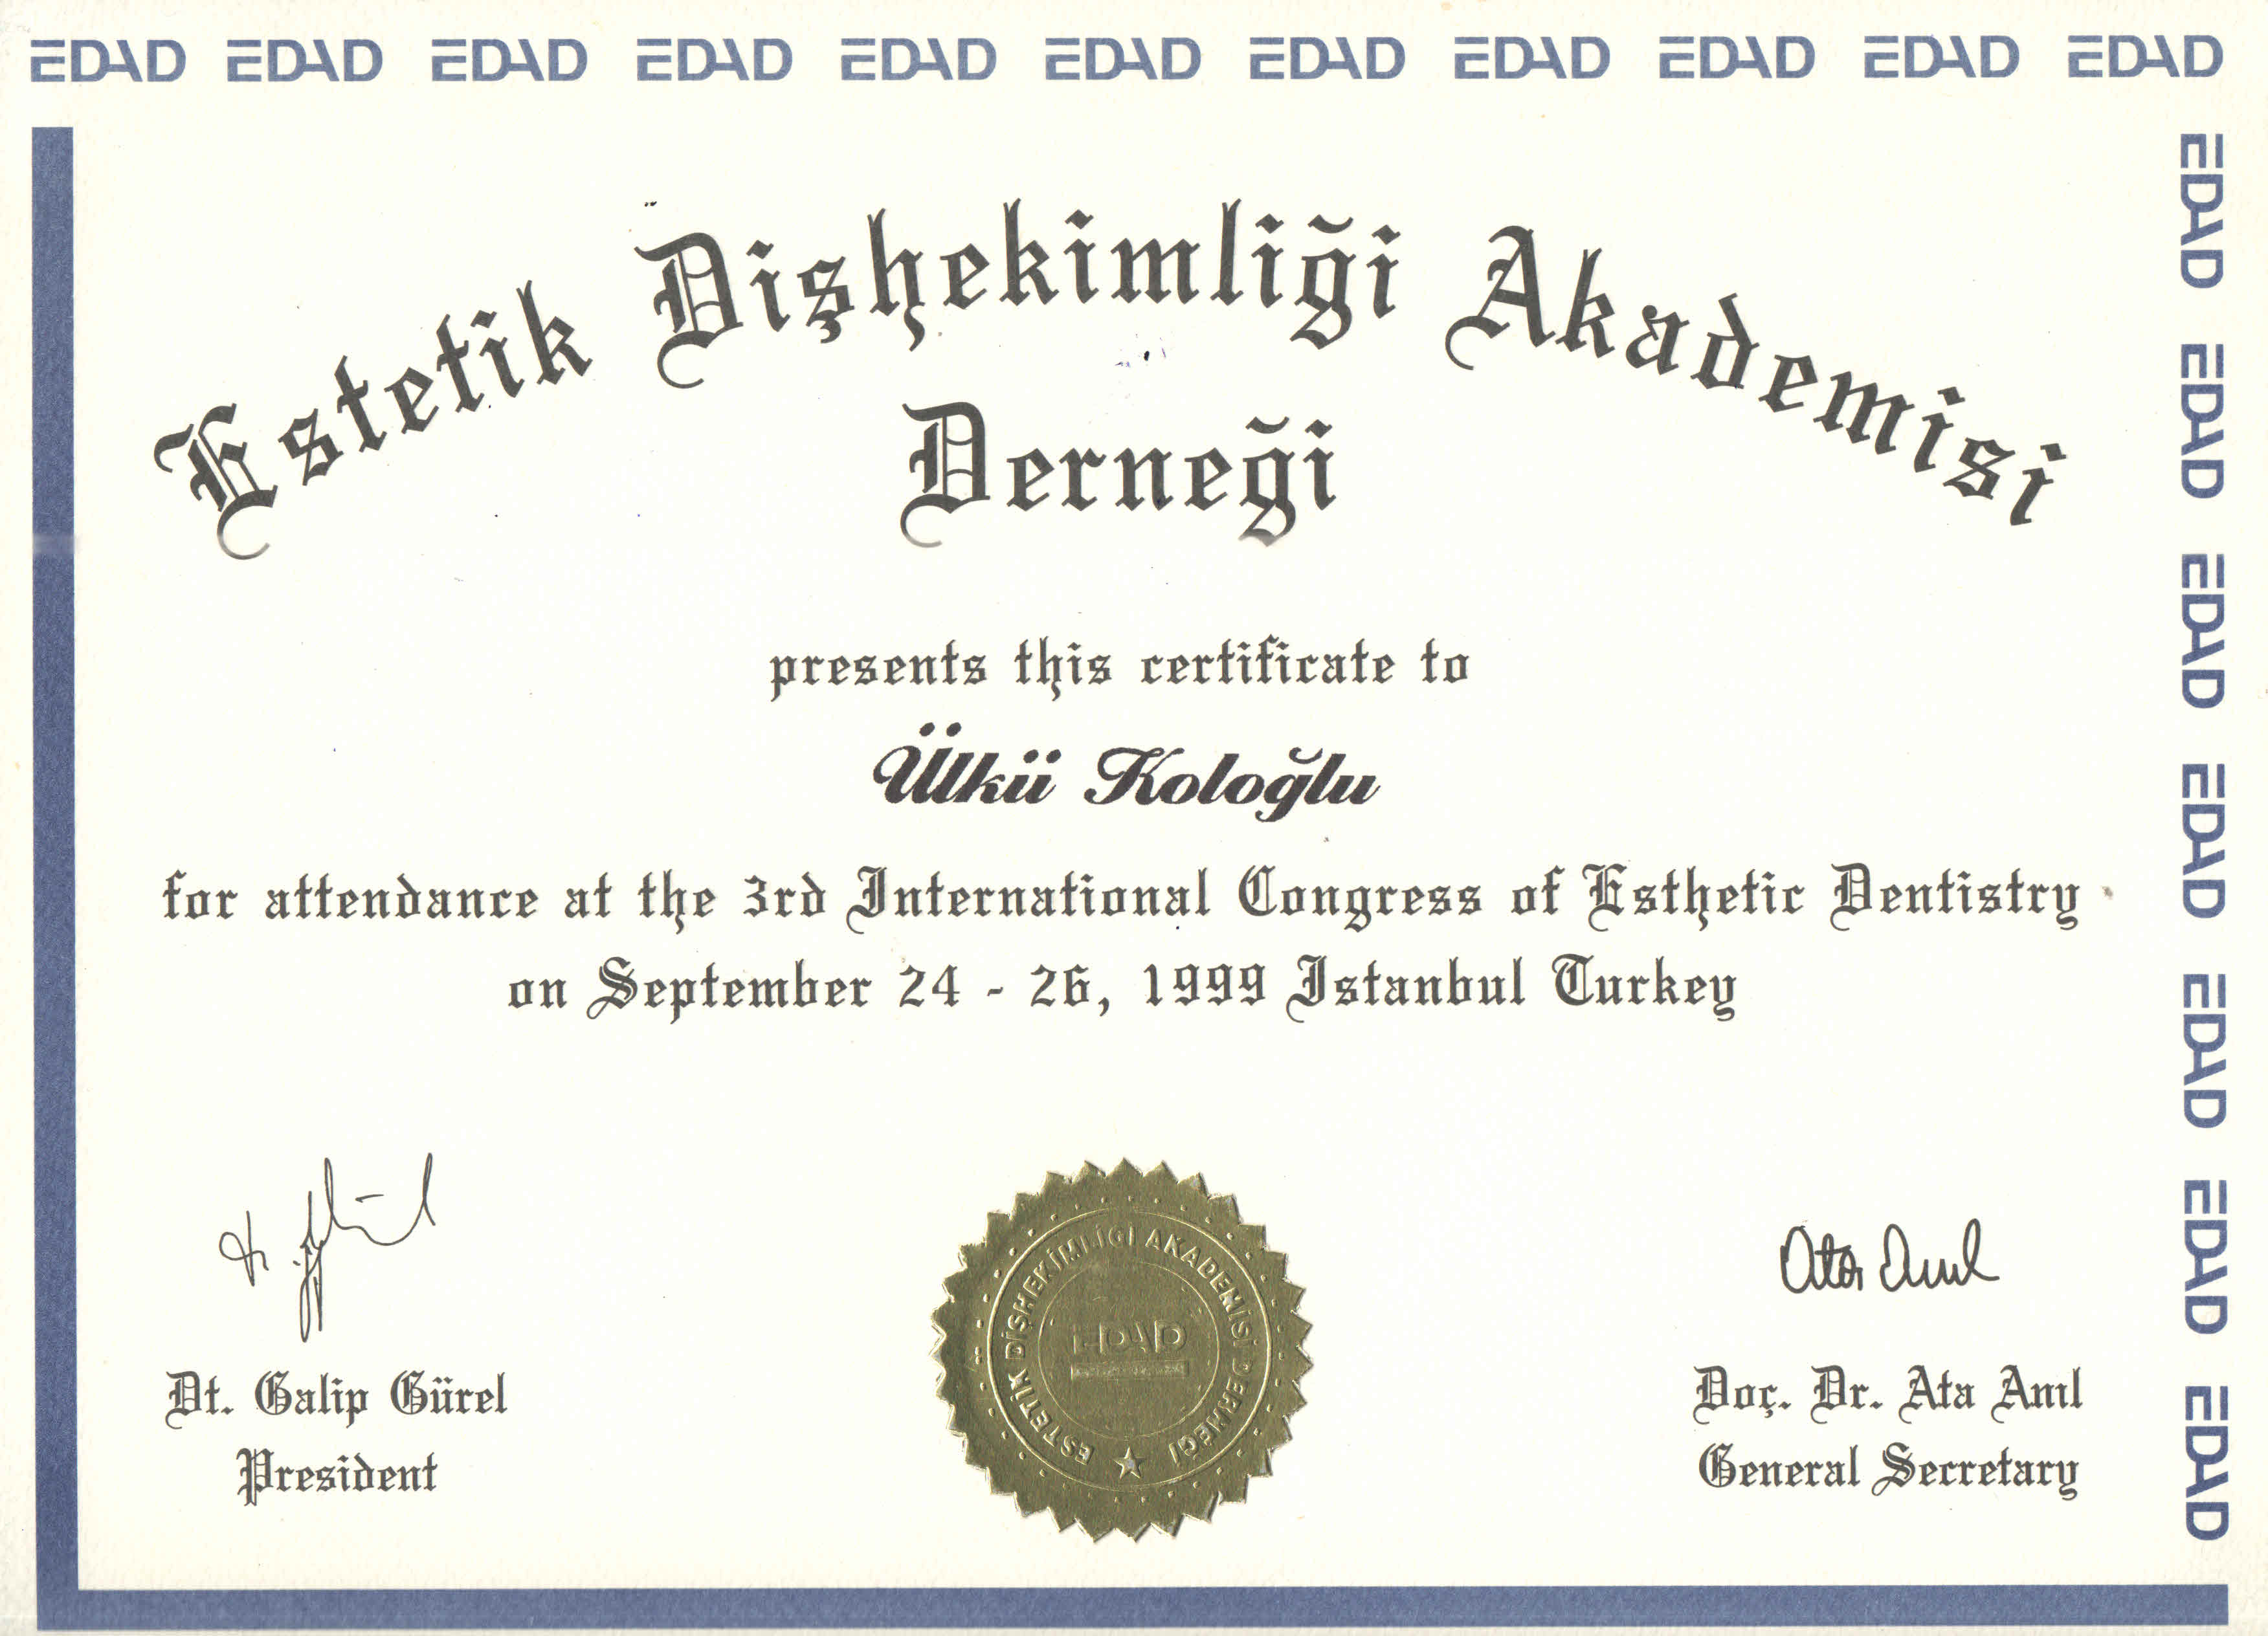 EDAD EDAD EDAD EDAD EDAD EDAD EDAD EDAD EDAD EDAD EDAD
Estetik Dişhekimliği Akademisi
Derneği
presents this certificate to
Ülkü Koloğlu
for attendance at the 3rd International Congress of Esthetic Dentistry
on September 24 - 26, 1999 Istanbul Turkey
Ata Anıl
Dt. Galip Gürel
President
ESTETİK DİŞHEKİMLİĞİ AKADEMİSİ DERNEĞİ
EDAD
Doç. Dr. Ata Anıl
General Secretary
EDAD EDAD EDAD EDAD EDAD EDAD EDAD